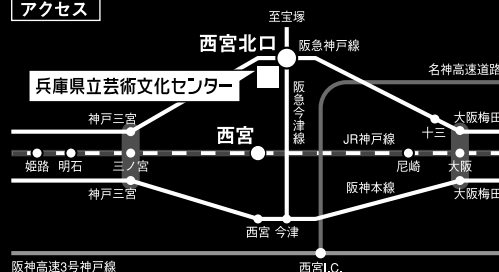 アクセス
至宝塚
西宮北口
阪急神戸線
兵庫県立芸術文化センター
阪急今津線
名神高速道路
神戸三宮
西宮
JR神戸線
十三
大阪梅田
姫路
明石
三ノ宮
尼崎
大阪
神戸三宮
阪神本線
大阪梅田
西宮
今津
阪神高速3号神戸線
西宮I.C.